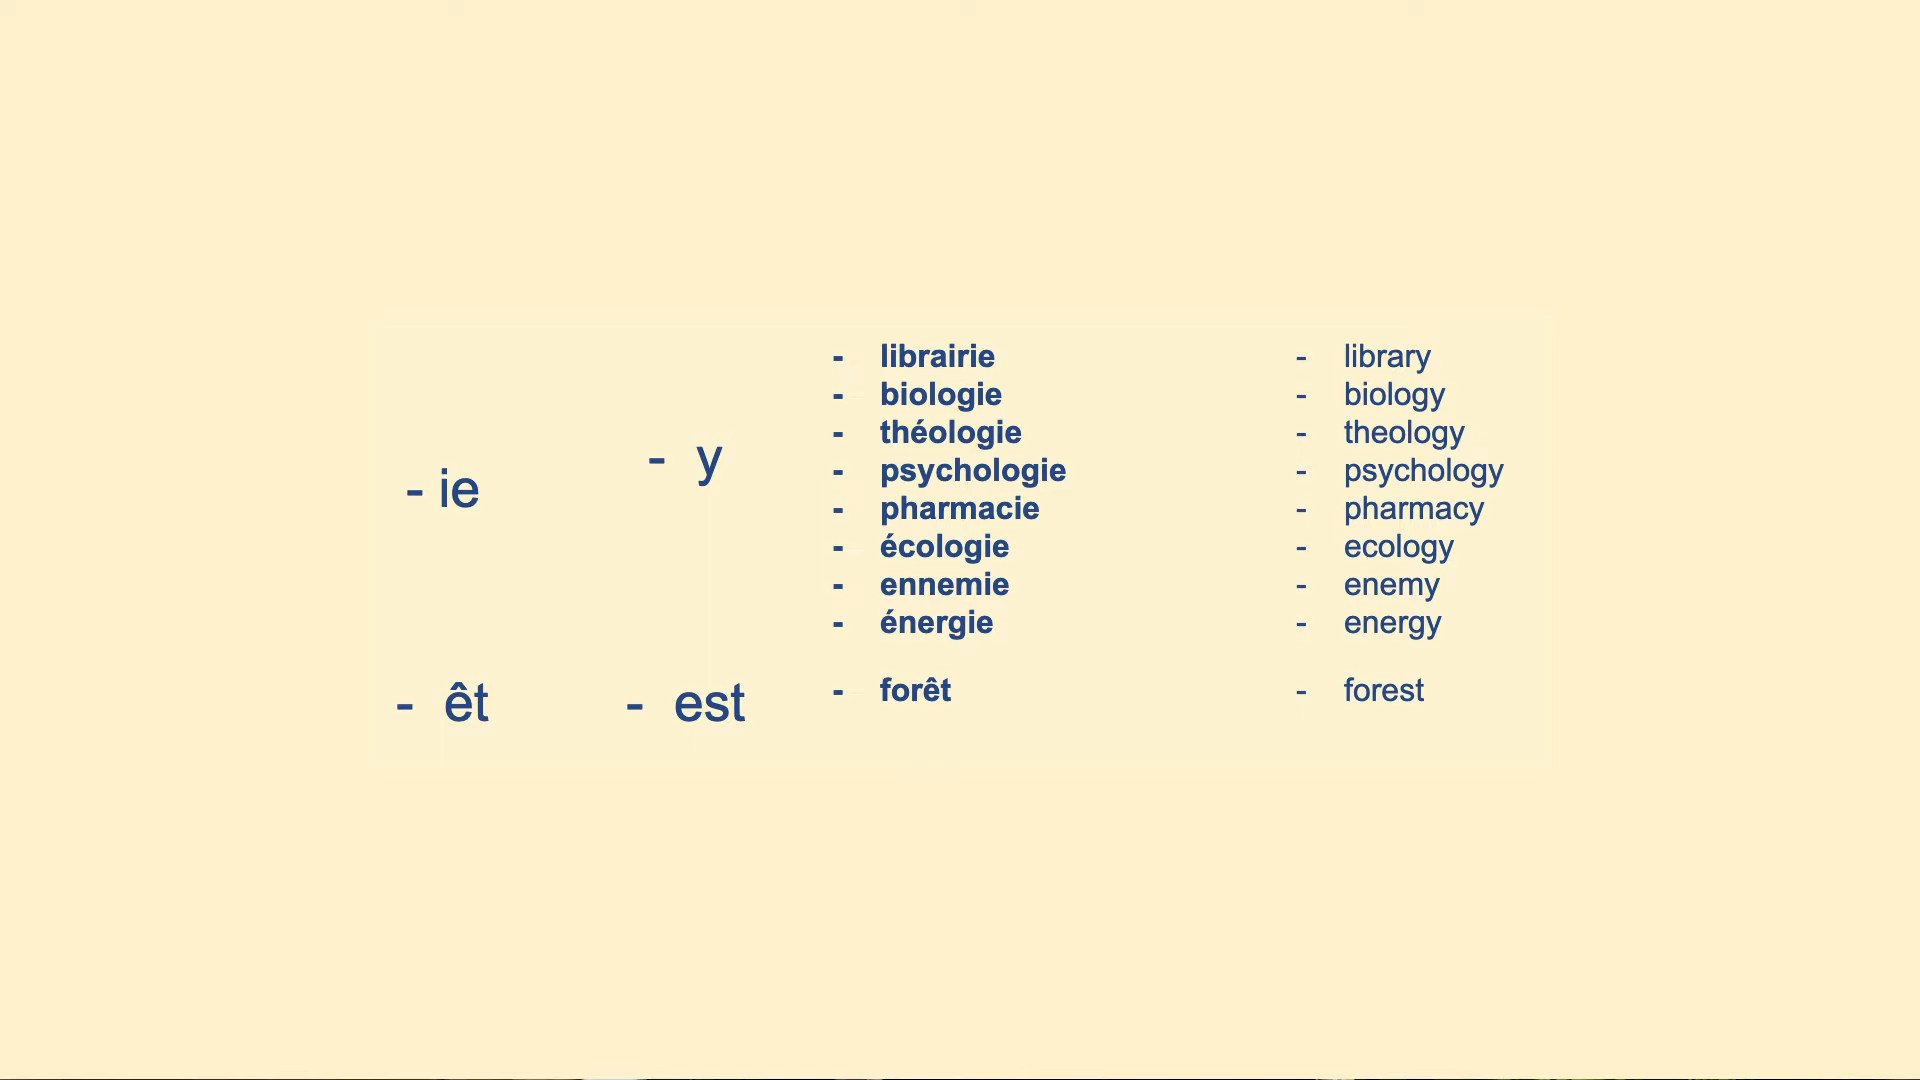 - ie
- y
- librairie
- biologie
- théologie
- psychologie
- pharmacie
- écologie
- ennemie
- énergie
- library
- biology
- theology
- psychology
- pharmacy
- ecology
- enemy
- energy
- êt
- est
- forêt
- forest